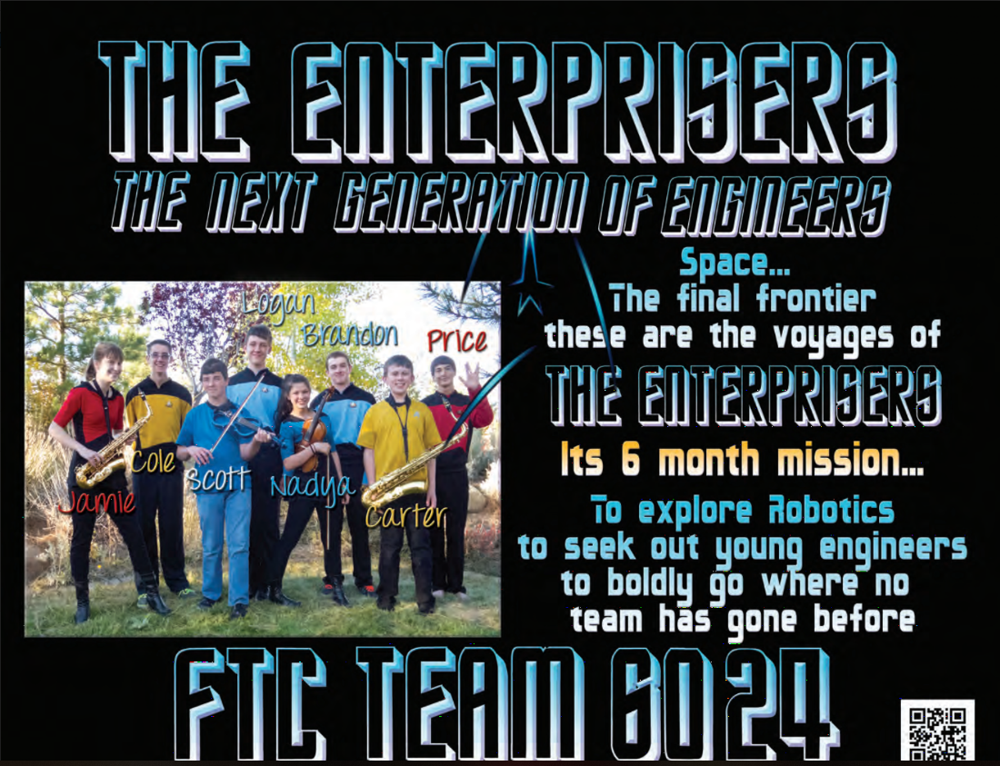 THE ENTERPRISERS
THE NEXT GENERATION OF ENGINEERS
Space...
The final frontier
these are the voyages of
THE ENTERPRISERS
Its 6 month mission...
To explore Robotics
to seek out young engineers
to boldly go where no
team has gone before
Logan
Brandon
Price
Cole
Scott
Nadya
Jamie
Carter
FTC TEAM 6024